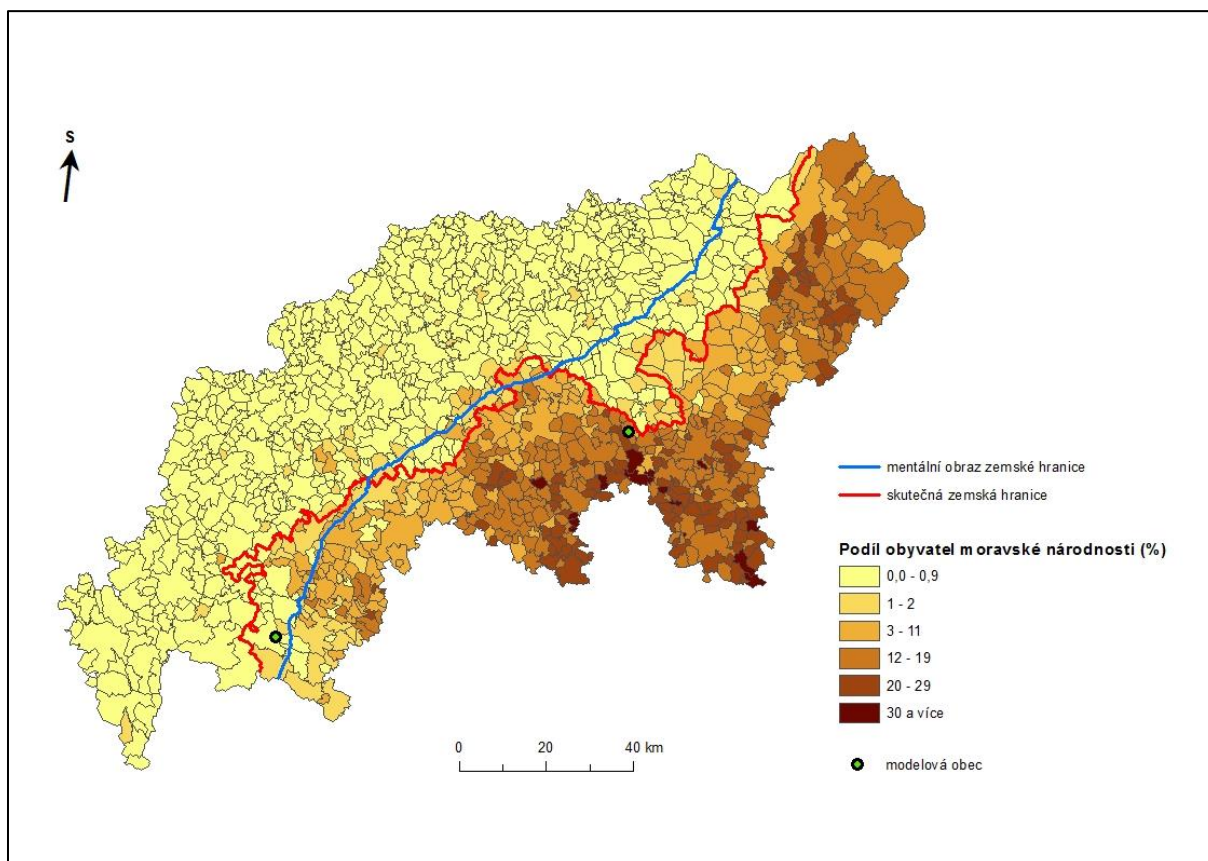 S
mentální obraz zemské hranice
skutečná zemská hranice
Podíl obyvatel moravské národnosti (%)
0,0 - 0,9
1 - 2
3 - 11
12 - 19
20 - 29
30 a více
0 20 40 km
modelová obec